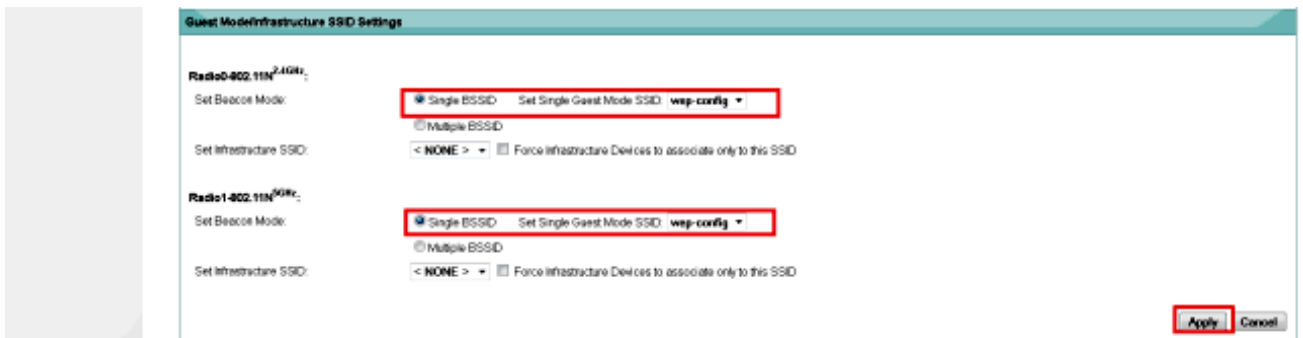 Guest Mode/Infrastructure SSID Settings
Radio0-802.11N2.4GHz:
Set Beacon Mode: Single BSSID Set Single Guest Mode SSID: wep-config
Multiple BSSID
Set Infrastructure SSID: < NONE > Force Infrastructure Devices to associate only to this SSID
Radio1-802.11N5GHz:
Set Beacon Mode: Single BSSID Set Single Guest Mode SSID: wep-config
Multiple BSSID
Set Infrastructure SSID: < NONE > Force Infrastructure Devices to associate only to this SSID
Apply Cancel